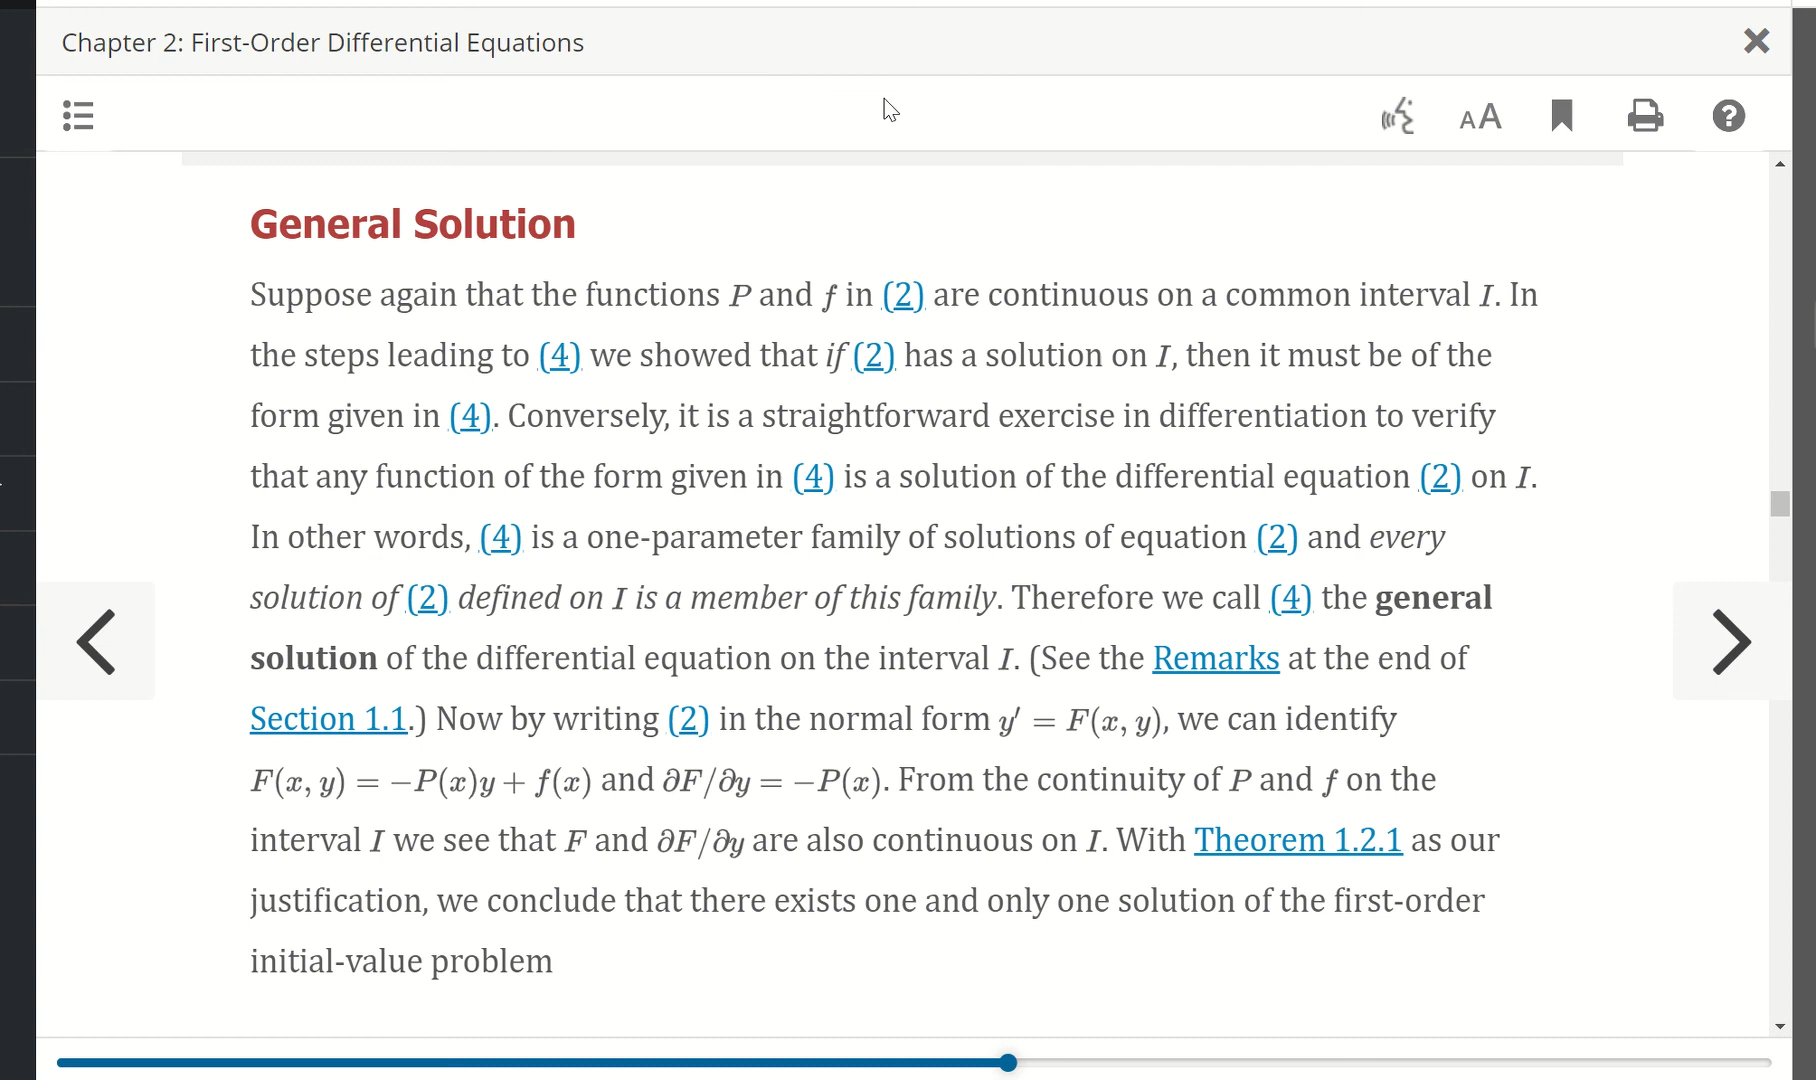 Chapter 2: First-Order Differential Equations
AA
?
General Solution
Suppose again that the functions P and f in (2) are continuous on a common interval I. In
the steps leading to (4) we showed that if (2) has a solution on I, then it must be of the
form given in (4). Conversely, it is a straightforward exercise in differentiation to verify
that any function of the form given in (4) is a solution of the differential equation (2) on I.
In other words, (4) is a one-parameter family of solutions of equation (2) and every
solution of (2) defined on I is a member of this family. Therefore we call (4) the general
solution of the differential equation on the interval I. (See the Remarks at the end of
Section 1.1.) Now by writing (2) in the normal form y′ = F(x, y), we can identify
F(x, y) = −P(x)y + f(x) and ∂F/∂y = −P(x). From the continuity of P and f on the
interval I we see that F and ∂F/∂y are also continuous on I. With Theorem 1.2.1 as our
justification, we conclude that there exists one and only one solution of the first-order
initial-value problem